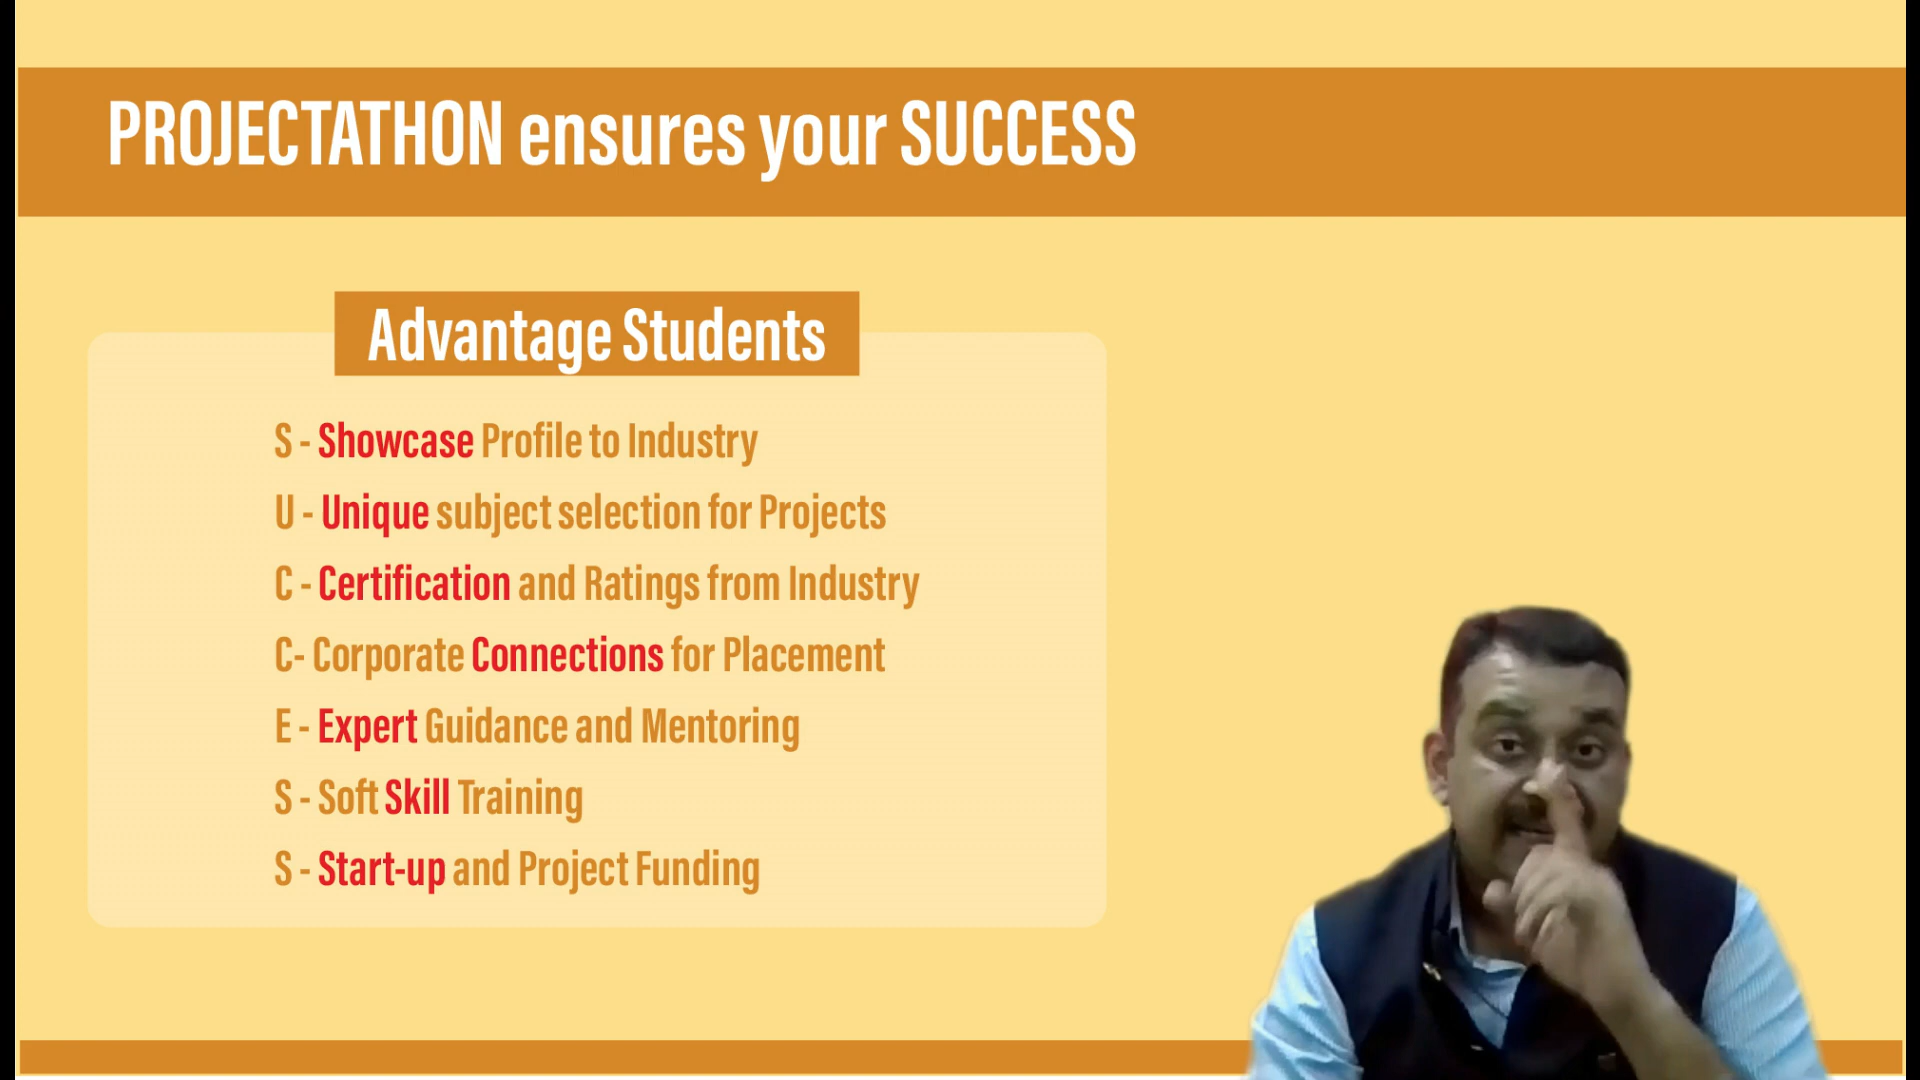 PROJECTATHON ensures your SUCCESS
Advantage Students
S - Showcase Profile to Industry
U - Unique subject selection for Projects
C - Certification and Ratings from Industry
C- Corporate Connections for Placement
E - Expert Guidance and Mentoring
S - Soft Skill Training
S - Start-up and Project Funding